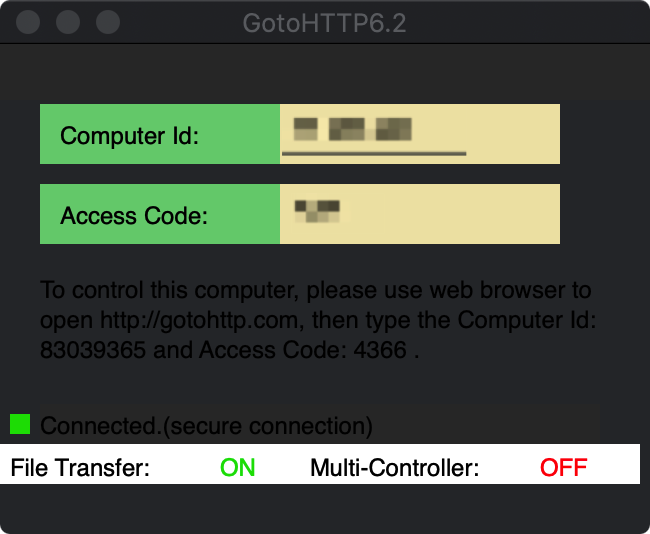 GotoHTTP6.2
Computer Id:
Access Code:
To control this computer, please use web browser to
open http://gotohttp.com, then type the Computer Id:
83039365 and Access Code: 4366 .
Connected.(secure connection)
File Transfer: ON Multi-Controller: OFF